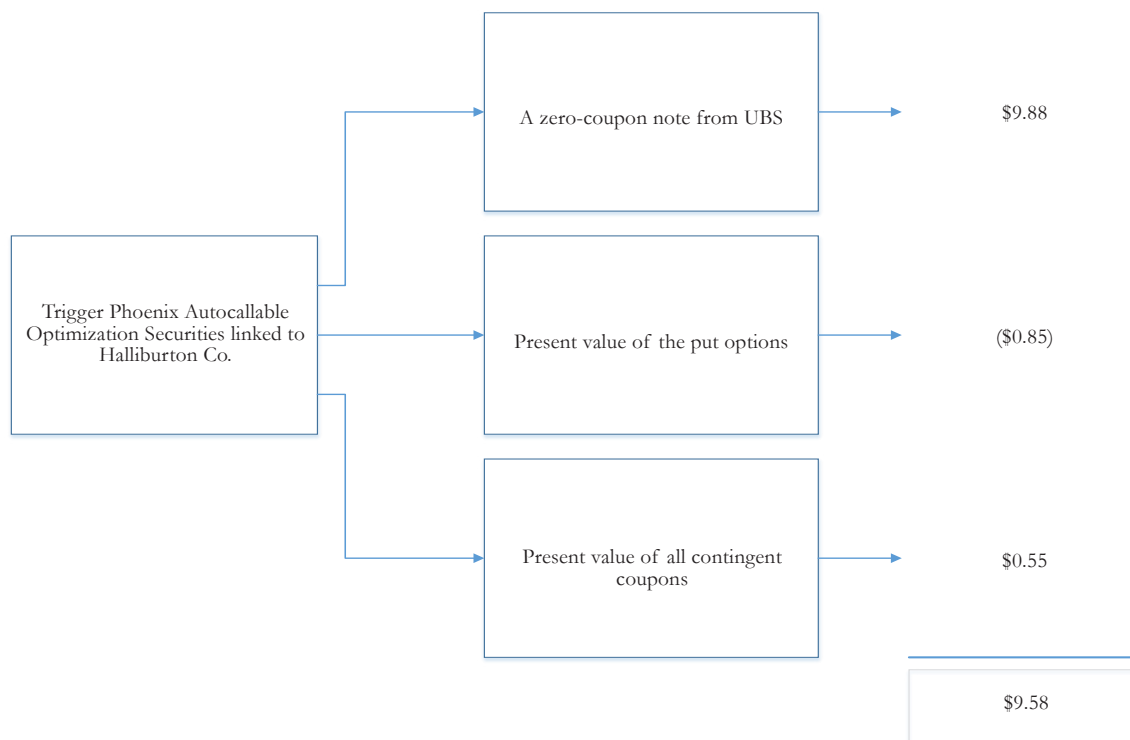 A zero-coupon note from UBS
$9.88
Trigger Phoenix Autocallable
Optimization Securities linked to
Halliburton Co.
Present value of the put options
($0.85)
Present value of all contingent
coupons
$0.55
$9.58